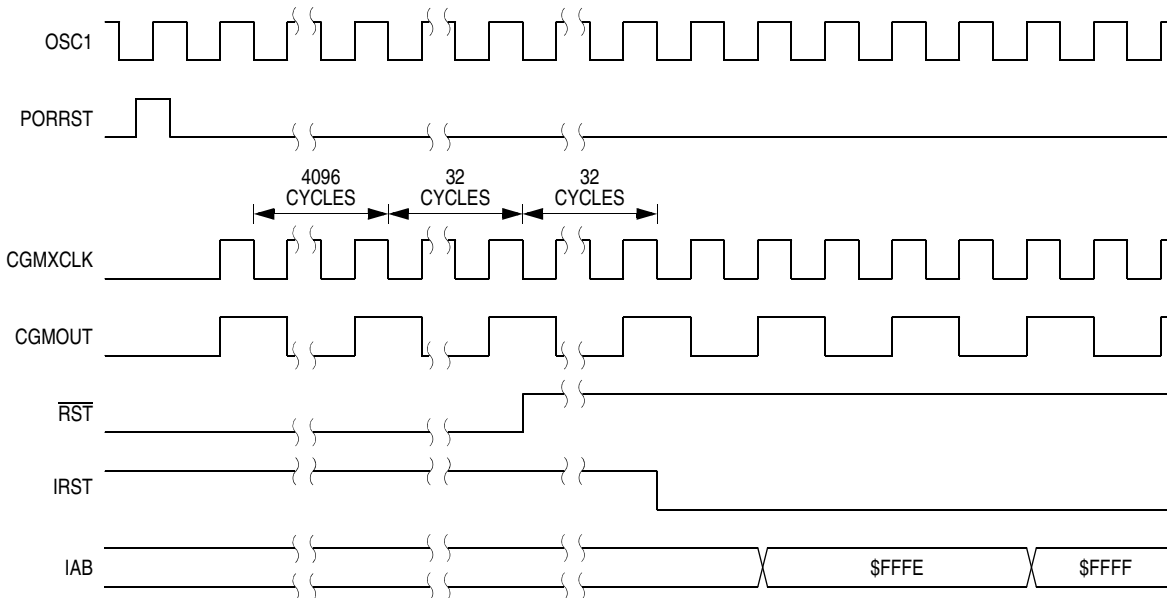 OSC1
PORRST
4096
CYCLES
32
CYCLES
32
CYCLES
CGMXCLK
CGMOUT
RST
IRST
IAB
$FFFE
$FFFF